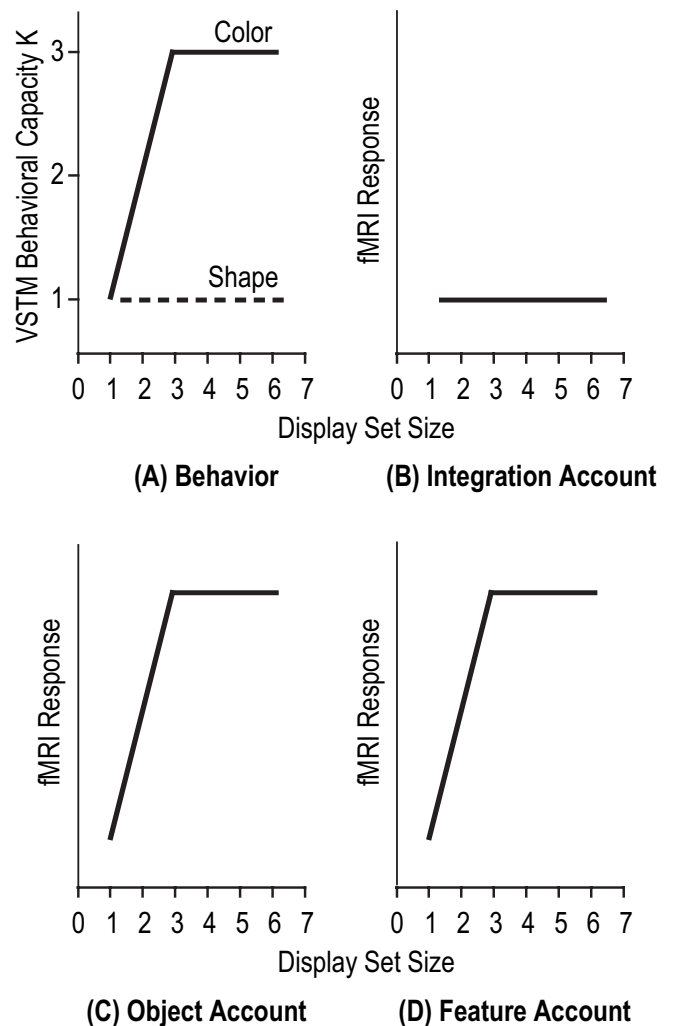 VSTM Behavioral Capacity K
3
2
1
Color
Shape
0 1 2 3 4 5 6 7
fMRI Response
0 1 2 3 4 5 6 7
Display Set Size
(A) Behavior
(B) Integration Account
fMRI Response
0 1 2 3 4 5 6 7
fMRI Response
0 1 2 3 4 5 6 7
Display Set Size
(C) Object Account
(D) Feature Account